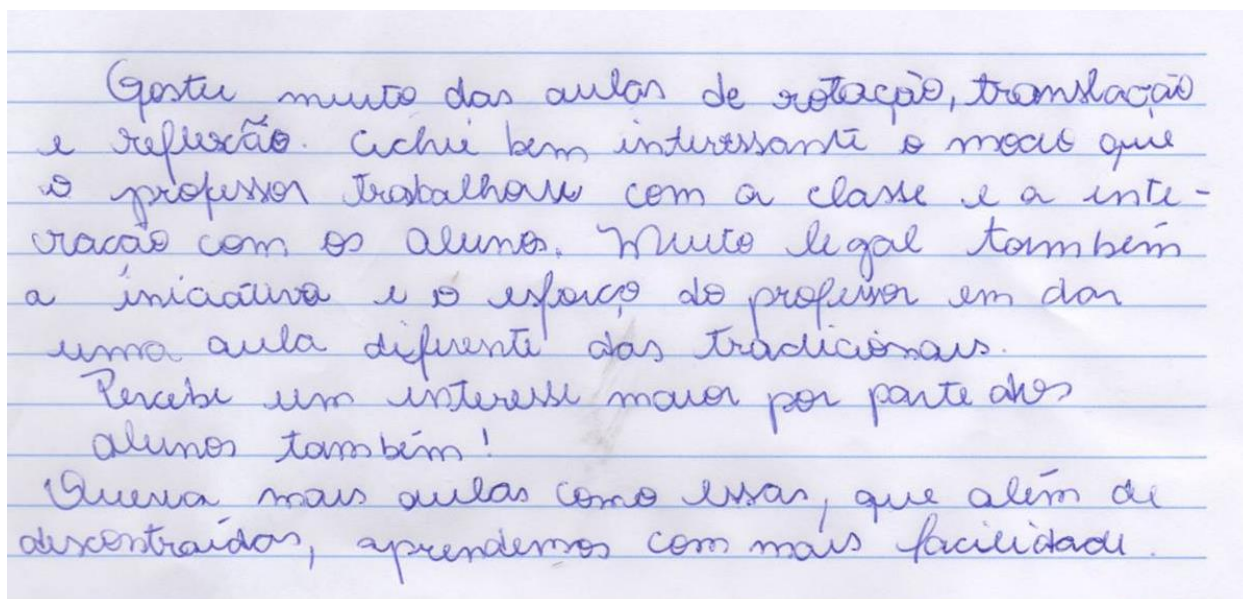 Gostei muito das aulas de rotação, translação
e reflexão. Achei bem interessante o modo que
o professor trabalhou com a classe e a inte-
ração com os alunos. Muito legal também
a iniciativa e o esforço do professor em dar
uma aula diferente das tradicionais.
Percebi um interesse maior por parte dos
alunos também!
Queria mais aulas como essas, que além de
descontraídas, aprendemos com mais facilidade.